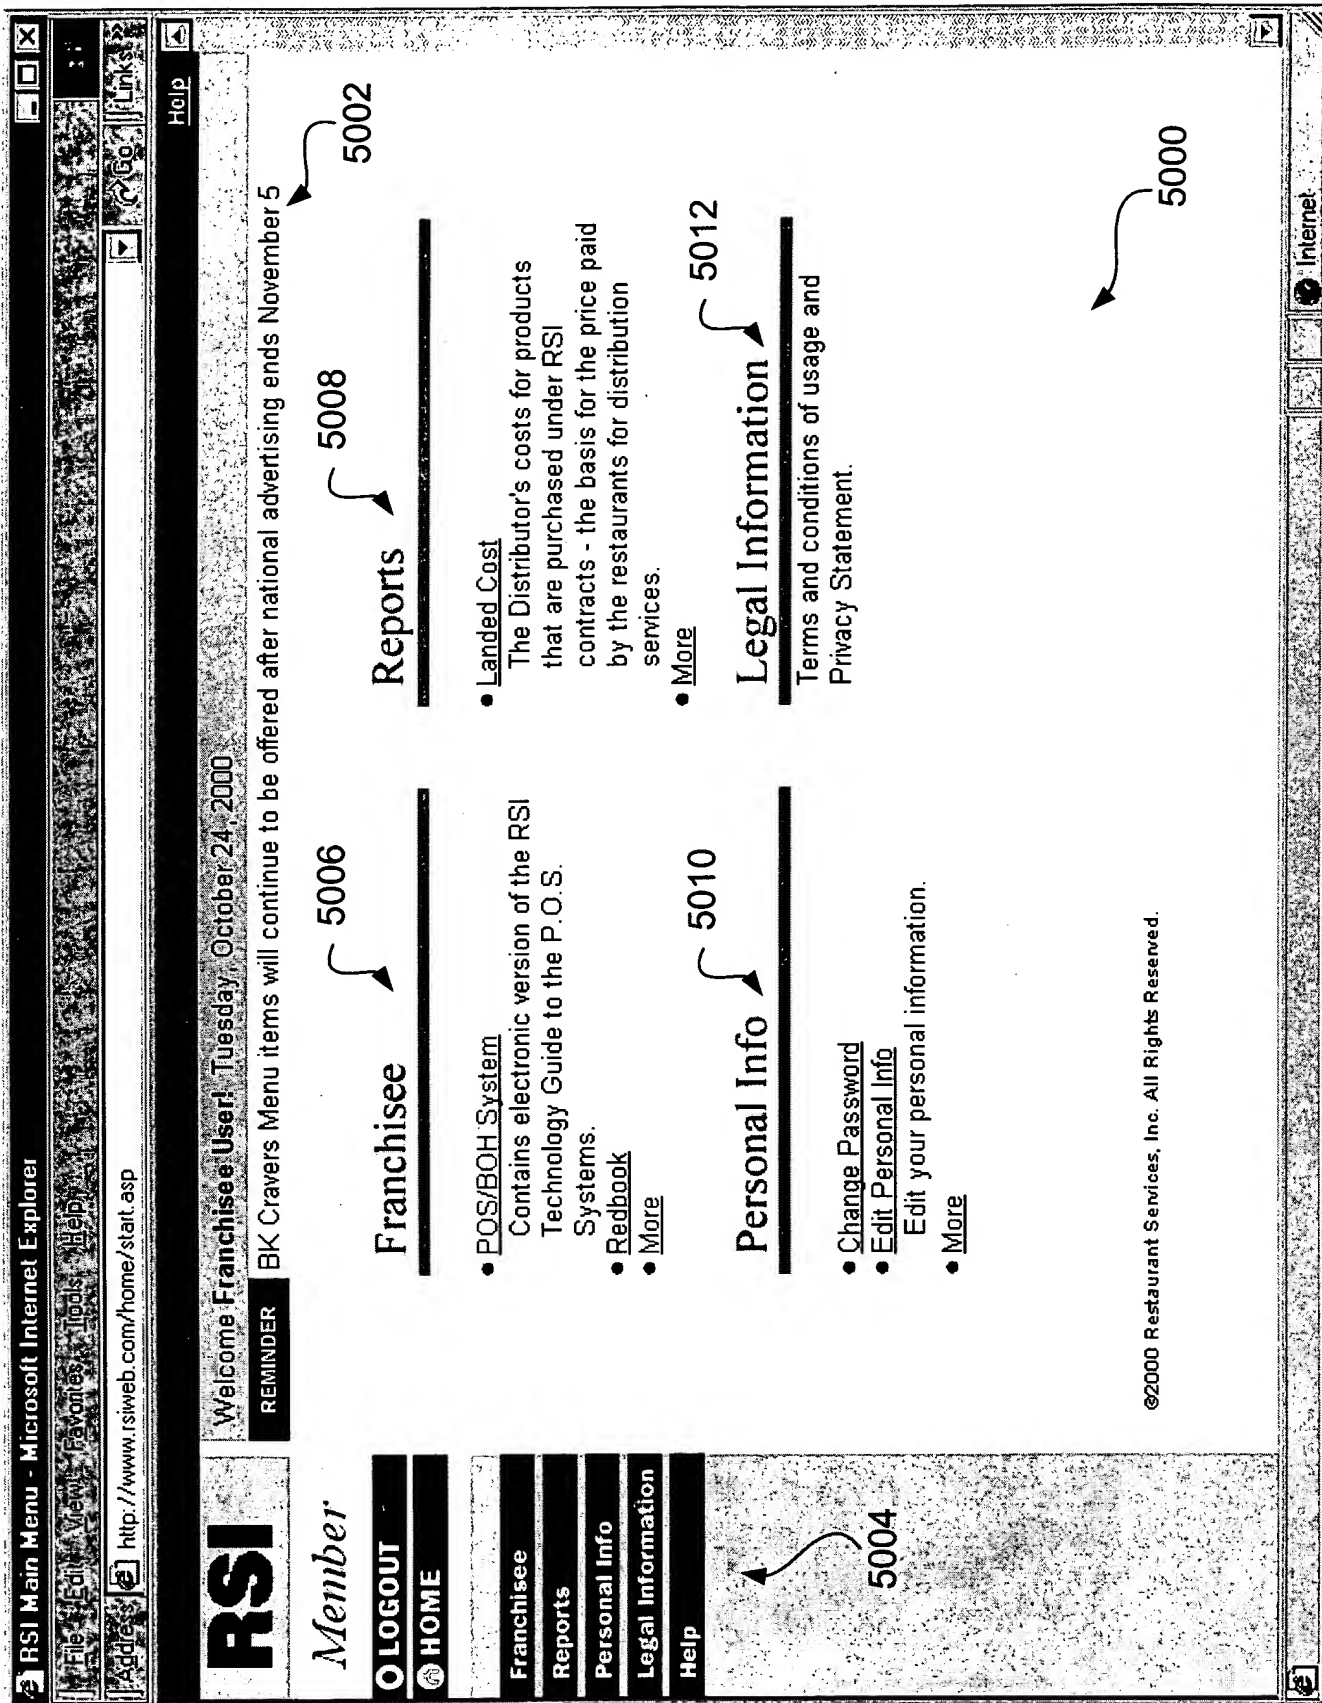 RSI Main Menu - Microsoft Internet Explorer
File Edit View Favorites Tools Help
Address http://www.rsiweb.com/home/start.asp Go Links »
Help
RSI
Welcome Franchisee User! Tuesday, October 24, 2000
REMINDER BK Cravers Menu items will continue to be offered after national advertising ends November 5
5002
Member
LOGOUT
HOME
Franchisee
Reports
Personal Info
Legal Information
Help
5004
5006
Franchisee
• POS/BOH System
Contains electronic version of the RSI
Technology Guide to the P.O.S.
Systems.
• Redbook
• More
5008
Reports
• Landed Cost
The Distributor's costs for products
that are purchased under RSI
contracts - the basis for the price paid
by the restaurants for distribution
services.
• More
5010
Personal Info
• Change Password
• Edit Personal Info
Edit your personal information.
• More
5012
Legal Information
Terms and conditions of usage and
Privacy Statement.
5000
©2000 Restaurant Services, Inc. All Rights Reserved.
Internet